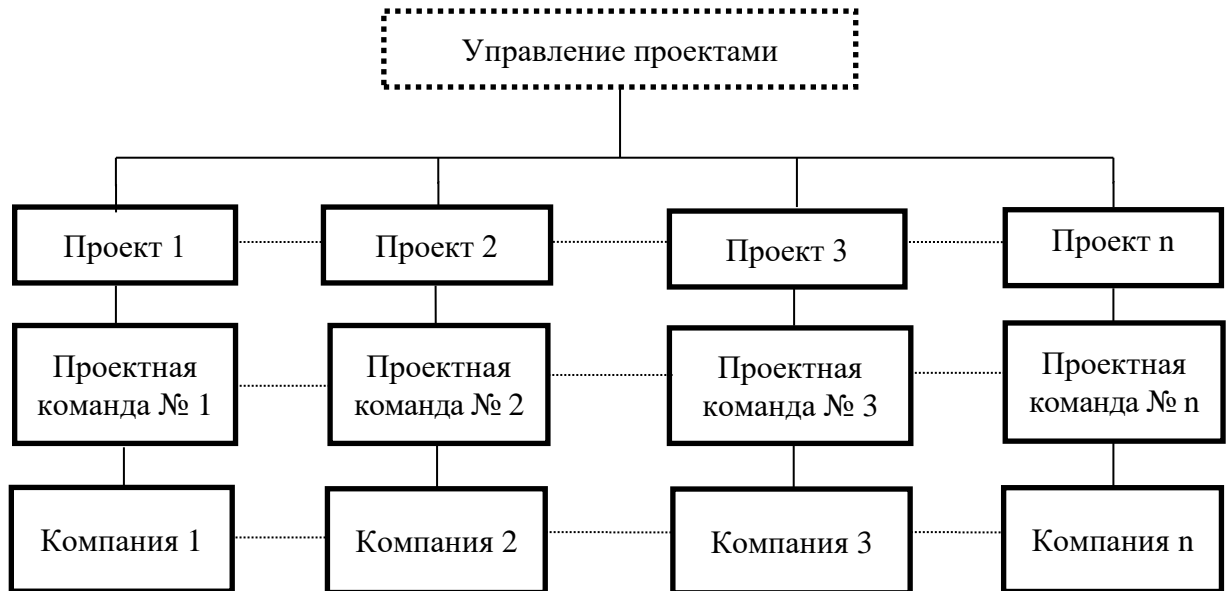 Управление проектами
Проект 1
Проект 2
Проект 3
Проект n
Проектная
команда № 1
Проектная
команда № 2
Проектная
команда № 3
Проектная
команда № n
Компания 1
Компания 2
Компания 3
Компания n